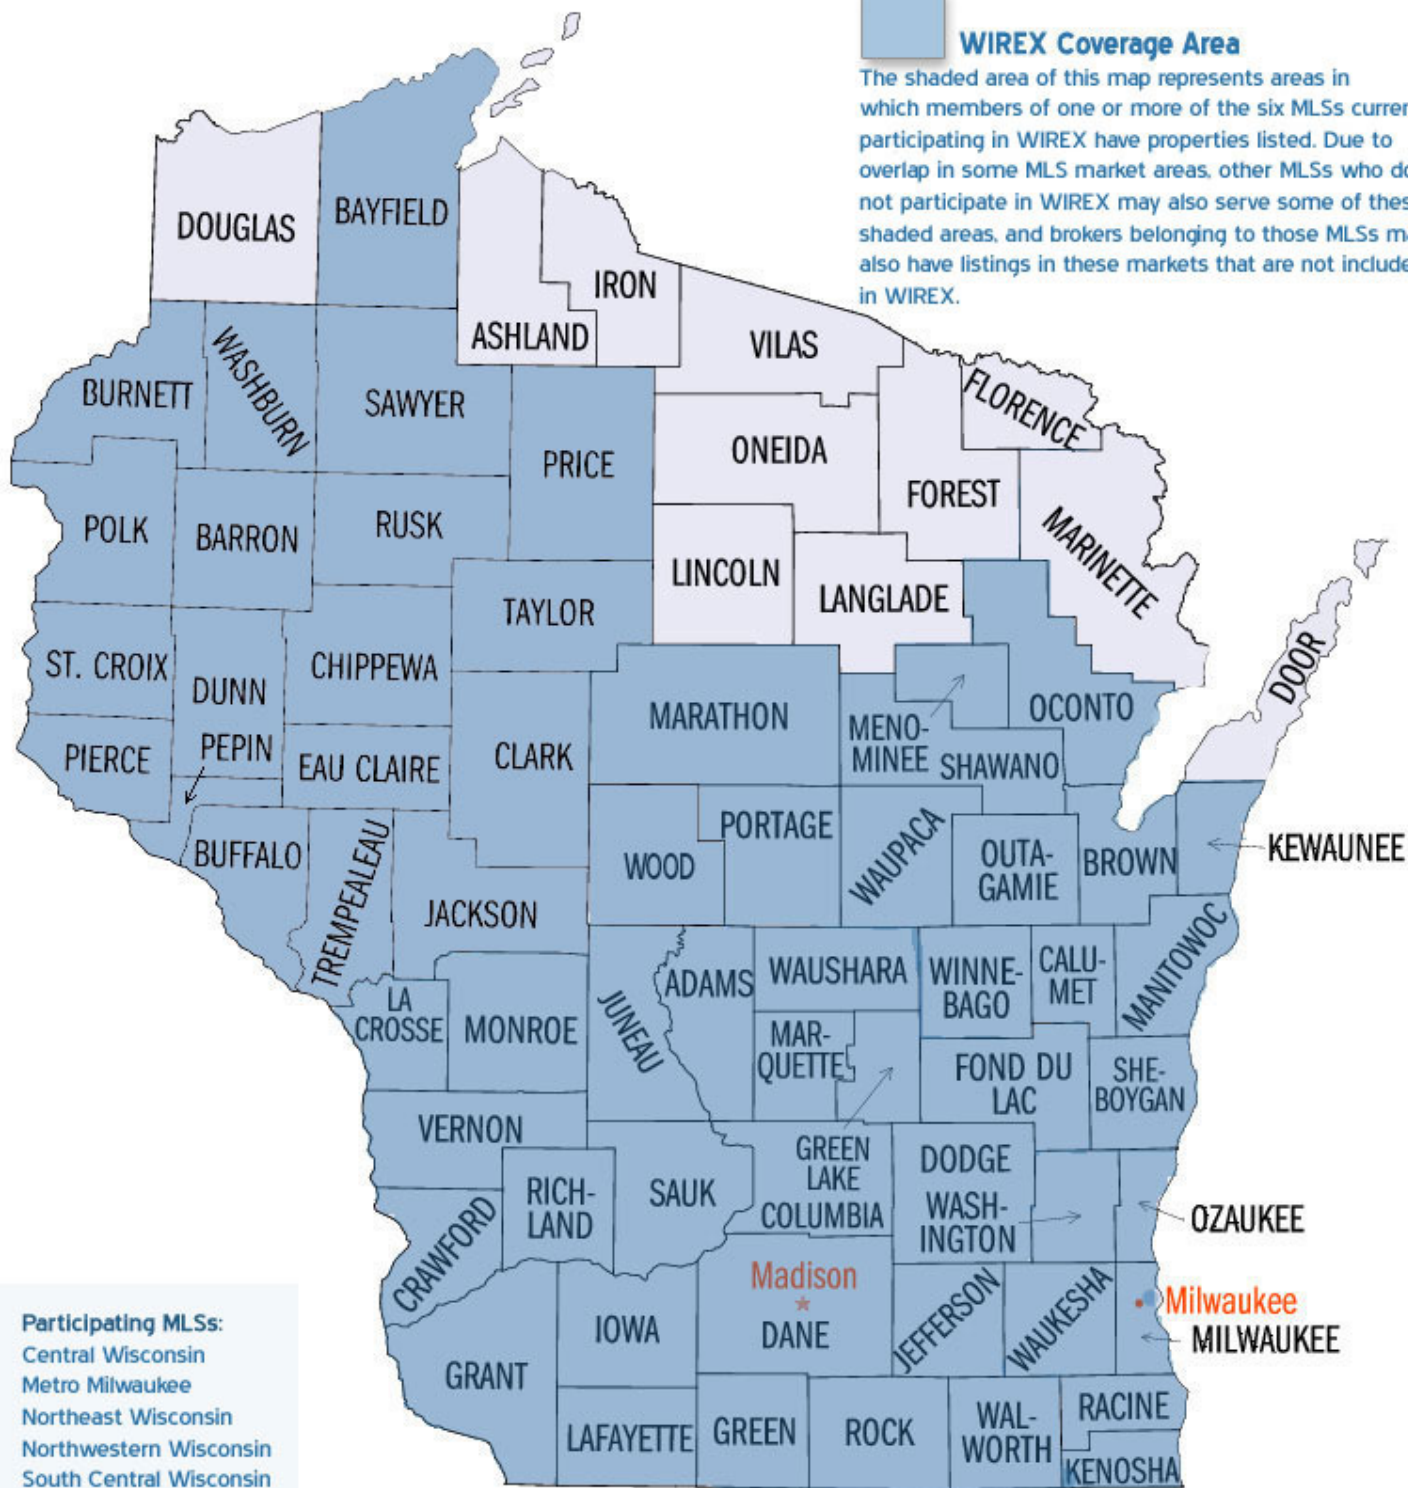 WIREX Coverage Area
The shaded area of this map represents areas in
which members of one or more of the six MLSs curren
participating in WIREX have properties listed. Due to
overlap in some MLS market areas, other MLSs who do
not participate in WIREX may also serve some of thes
shaded areas, and brokers belonging to those MLSs ma
also have listings in these markets that are not include
in WIREX.
DOUGLAS
BAYFIELD
IRON
ASHLAND
VILAS
BURNETT
WASHBURN
SAWYER
FLORENCE
PRICE
ONEIDA
FOREST
POLK
BARRON
RUSK
MARINETTE
LINCOLN
LANGLADE
TAYLOR
ST. CROIX
DUNN
CHIPPEWA
DOOR
MARATHON
MENO-
MINEE
OCONTO
PIERCE
PEPIN
EAU CLAIRE
CLARK
SHAWANO
BUFFALO
TREMPEALEAU
WOOD
PORTAGE
WAUPACA
OUTA-
GAMIE
BROWN
KEWAUNEE
JACKSON
LA
CROSSE
MONROE
JUNEAU
ADAMS
WAUSHARA
WINNE-
BAGO
CALU-
MET
MANITOWOC
MAR-
QUETTE
FOND DU
LAC
SHE-
BOYGAN
VERNON
GREEN
LAKE
DODGE
RICH-
LAND
SAUK
COLUMBIA
WASH-
INGTON
OZAUKEE
CRAWFORD
Madison
DANE
JEFFERSON
WAUKESHA
Milwaukee
MILWAUKEE
IOWA
GRANT
LAFAYETTE
GREEN
ROCK
WAL-
WORTH
RACINE
KENOSHA
Participating MLSs:
Central Wisconsin
Metro Milwaukee
Northeast Wisconsin
Northwestern Wisconsin
South Central Wisconsin